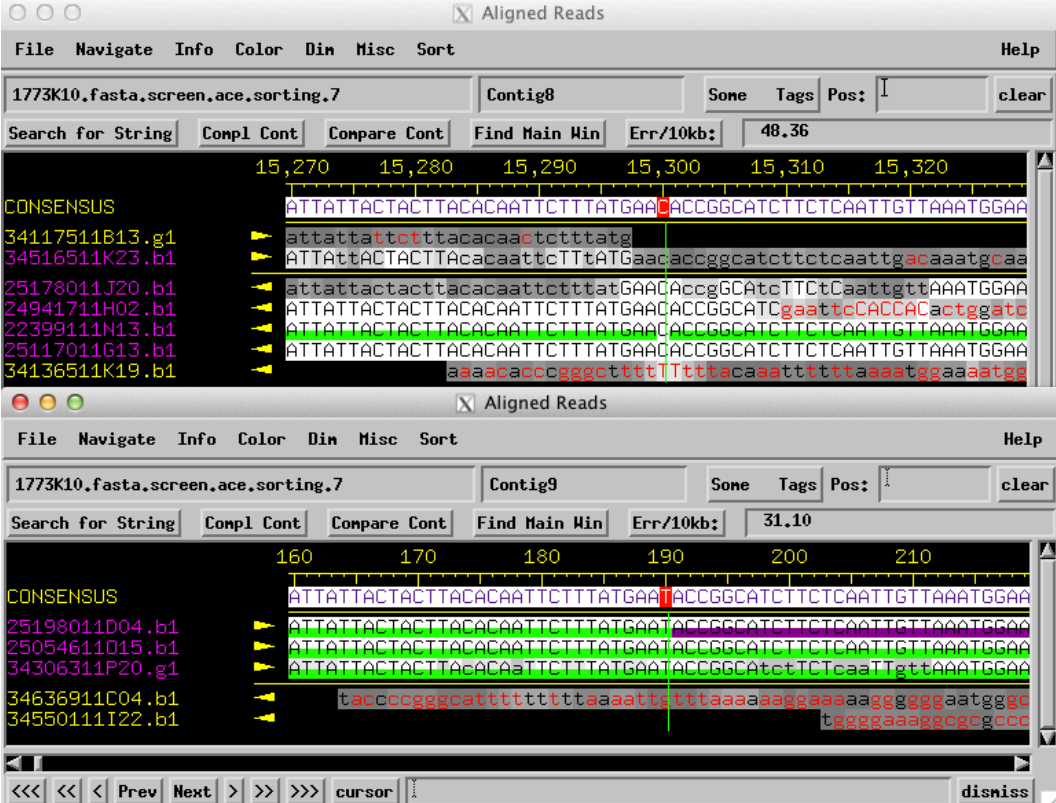 Aligned Reads
File Navigate Info Color Dim Misc Sort Help
1773K10.fasta.screen.ace.sorting.7 Contig8 Some Tags Pos: clear
Search for String Compl Cont Compare Cont Find Main Win Err/10kb: 48.36
15,270 15,280 15,290 15,300 15,310 15,320
CONSENSUS ATTATTACTACTTACACAATTCTTTATGAACACCGGCATCTTCTCAATTGTTAAATGGAA
34117511B13.g1 attattattctttacacaactctttatg
34516511K23.b1 ATTAttACTACTTAcacaattcTTtATGaacaccggcatcttctcaattgacaaatgcaa
25178011J20.b1 attattactacttacacaattctttatGAACAccgGCAtcTTCtCaattgttAAATGGAA
24941711H02.b1 ATTATTACTACTTACACAATTCTTTATGAACACCGGCATCgaattcCACCACactggatc
22399111N13.b1 ATTATTACTACTTACACAATTCTTTATGAACACCGGCATCTTCTCAATTGTTAAATGGAA
25117011G13.b1 ATTATTACTACTTACACAATTCTTTATGAACACCGGCATCTTCTCAATTGTTAAATGGAA
34136511K19.b1 aaaacacccgggcttttTTttttacaaatttttaaaatggaaaatgg
Aligned Reads
File Navigate Info Color Dim Misc Sort Help
1773K10.fasta.screen.ace.sorting.7 Contig9 Some Tags Pos: clear
Search for String Compl Cont Compare Cont Find Main Win Err/10kb: 31.10
160 170 180 190 200 210
CONSENSUS ATTATTACTACTTACACAATTCTTTATGAATACCGGCATCTTCTCAATTGTTAAATGGAA
25198011D04.b1 ATTATTACTACTTACACAATTCTTTATGAATACCGGCATCTTCTCAATTGTTAAATGGAA
25054611O15.b1 ATTATTACTACTTACACAATTCTTTATGAATACCGGCATCTTCTCAATTGTTAAATGGAA
34306311P20.g1 ATTATTACTACTTACACAaTTCTTTATGAATACCGGCAtctTCTcaaTTgttAAATGGAA
34636911C04.b1 taccccgggcatttttttttaaaattgtttaaaaaaggaaaaaggggggaatgggc
34550111I22.b1 tggggaaaggcgcgccc
<<< << < Prev Next > >> >>> cursor dismiss